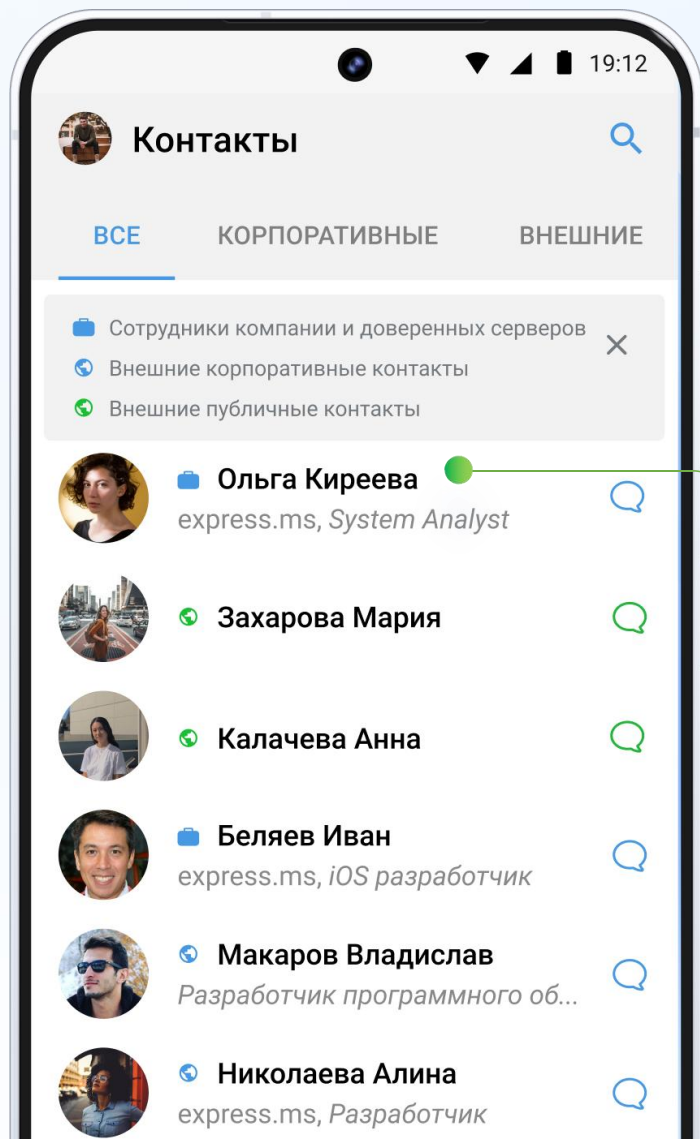 19:12
Контакты
ВСЕ КОРПОРАТИВНЫЕ ВНЕШНИЕ
Сотрудники компании и доверенных серверов
Внешние корпоративные контакты
Внешние публичные контакты
Ольга Киреева
express.ms, System Analyst
Захарова Мария
Калачева Анна
Беляев Иван
express.ms, iOS разработчик
Макаров Владислав
Разработчик программного об...
Николаева Алина
express.ms, Разработчик